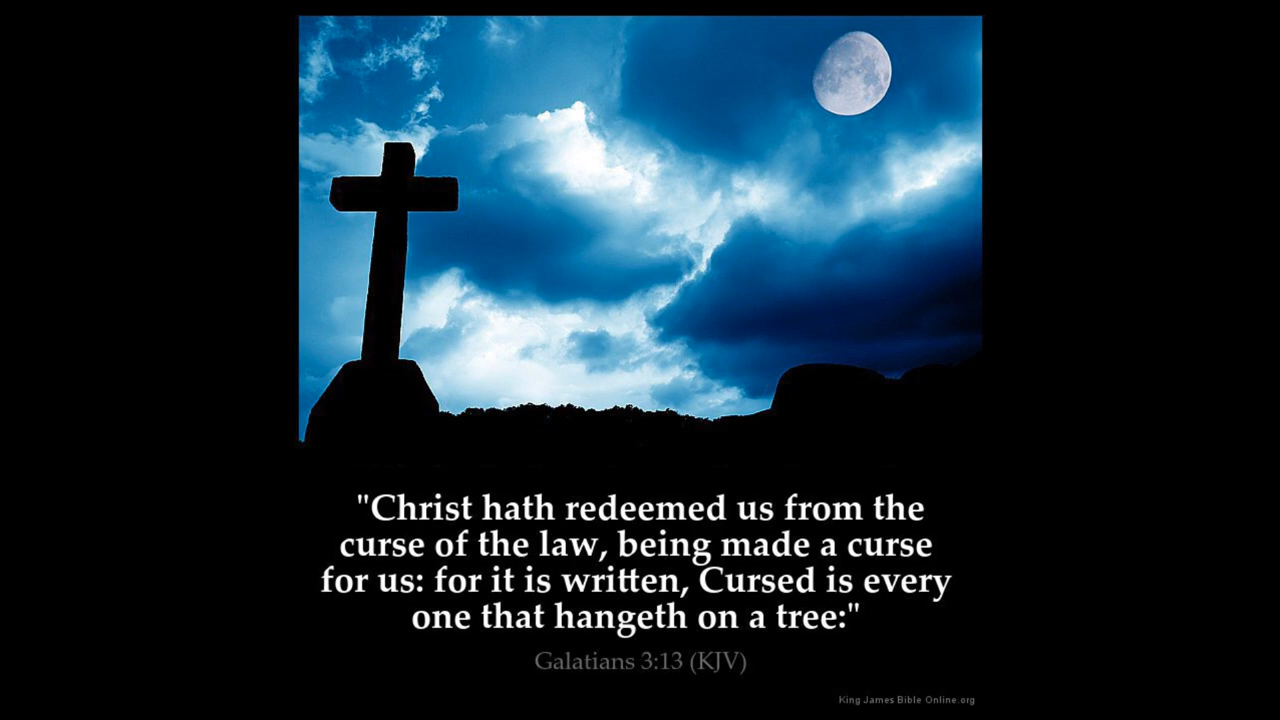 "Christ hath redeemed us from the
curse of the law, being made a curse
for us: for it is written, Cursed is every
one that hangeth on a tree:"
Galatians 3:13 (KJV)
King James Bible Online.org